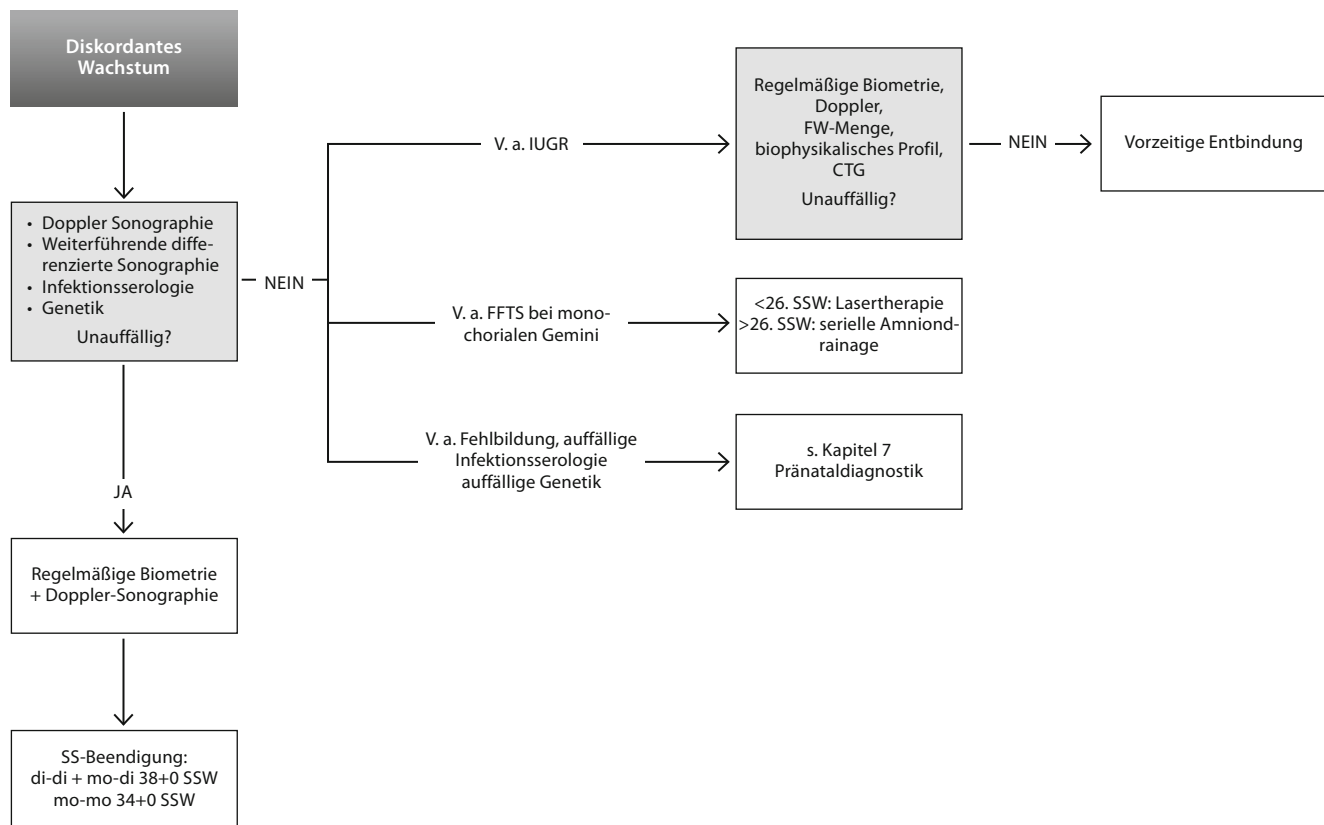 Diskordantes
Wachstum
• Doppler Sonographie
• Weiterführende diffe-
renzierte Sonographie
• Infektionsserologie
• Genetik
Unauffällig?
NEIN
V. a. IUGR
Regelmäßige Biometrie,
Doppler,
FW-Menge,
biophysikalisches Profil,
CTG
Unauffällig?
NEIN
Vorzeitige Entbindung
V. a. FFTS bei mono-
chorialen Gemini
<26. SSW: Lasertherapie
>26. SSW: serielle Amniond-
rainage
V. a. Fehlbildung, auffällige
Infektionsserologie
auffällige Genetik
s. Kapitel 7
Pränataldiagnostik
JA
Regelmäßige Biometrie
+ Doppler-Sonographie
SS-Beendigung:
di-di + mo-di 38+0 SSW
mo-mo 34+0 SSW